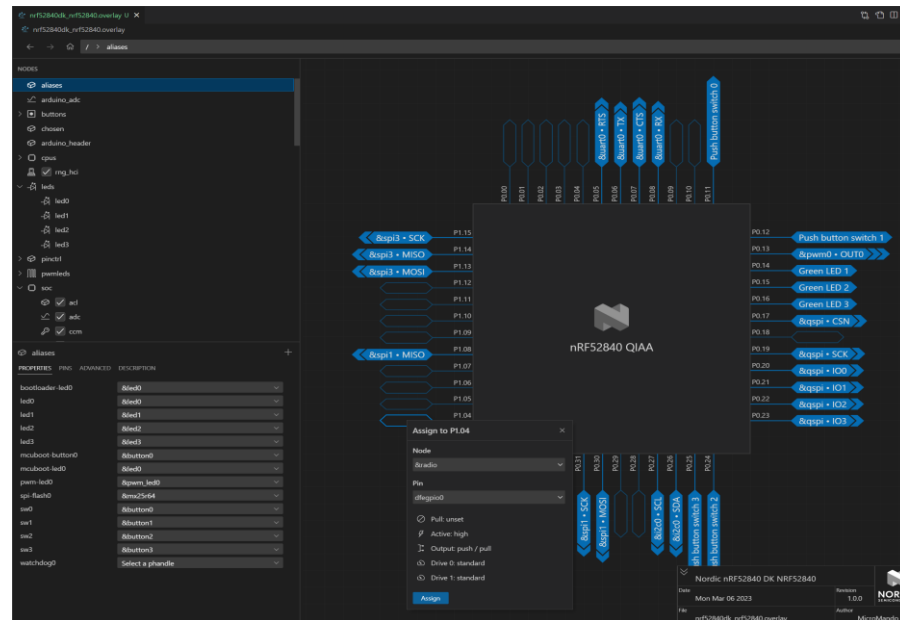 nrf52840dk_nrf52840.overlay U
nrf52840dk_nrf52840.overlay
/ > aliases
NODES
aliases
arduino_adc
buttons
chosen
arduino_header
cpus
rng_hci
leds
led0
led1
led2
led3
pinctrl
pwmleds
soc
acl
adc
ccm
aliases
PROPERTIES PINS ADVANCED DESCRIPTION
bootloader-led0 &led0
led0 &led0
led1 &led1
led2 &led2
led3 &led3
mcuboot-button0 &button0
mcuboot-led0 &led0
pwm-led0 &pwm_led0
spi-flash0 &mx25r64
sw0 &button0
sw1 &button1
sw2 &button2
sw3 &button3
watchdog0 Select a phandle
&uart0 • RTS
&uart0 • TX
&uart0 • CTS
&uart0 • RX
Push button switch 0
P0.00
P0.01
P0.02
P0.03
P0.04
P0.05
P0.06
P0.07
P0.08
P0.09
P0.10
P0.11
&spi3 • SCK P1.15
&spi3 • MISO P1.14
&spi3 • MOSI P1.13
P1.12
P1.11
P1.10
P1.09
&spi1 • MISO P1.08
P1.07
P1.06
P1.05
P1.04
nRF52840 QIAA
P0.12 Push button switch 1
P0.13 &pwm0 • OUT0
P0.14 Green LED 1
P0.15 Green LED 2
P0.16 Green LED 3
P0.17 &qspi • CSN
P0.18
P0.19 &qspi • SCK
P0.20 &qspi • IO0
P0.21 &qspi • IO1
P0.22 &qspi • IO2
P0.23 &qspi • IO3
P0.31
P0.30
P0.29
P0.28
P0.27
P0.26
P0.25
P0.24
&spi1 • SCK
&spi1 • MOSI
&i2c0 • SCL
&i2c0 • SDA
sh button switch 3
sh button switch 2
Assign to P1.04
Node
&radio
Pin
dfegpio0
Pull: unset
Active: high
Output: push / pull
Drive 0: standard
Drive 1: standard
Assign
Nordic nRF52840 DK NRF52840
Date
Mon Mar 06 2023
Revision
1.0.0
File
nrf52840dk_nrf52840.overlay
Author
MicroMando
NOR